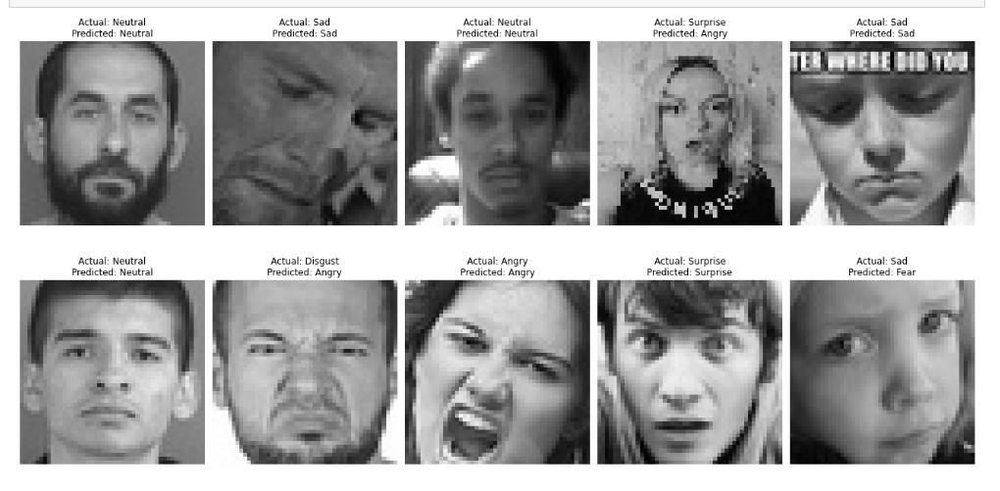 Actual: Neutral
Predicted: Neutral
Actual: Sad
Predicted: Sad
Actual: Neutral
Predicted: Neutral
Actual: Surprise
Predicted: Angry
Actual: Sad
Predicted: Sad
TER WHERE DID YOU
Actual: Neutral
Predicted: Neutral
Actual: Disgust
Predicted: Angry
Actual: Angry
Predicted: Angry
Actual: Surprise
Predicted: Surprise
Actual: Sad
Predicted: Fear